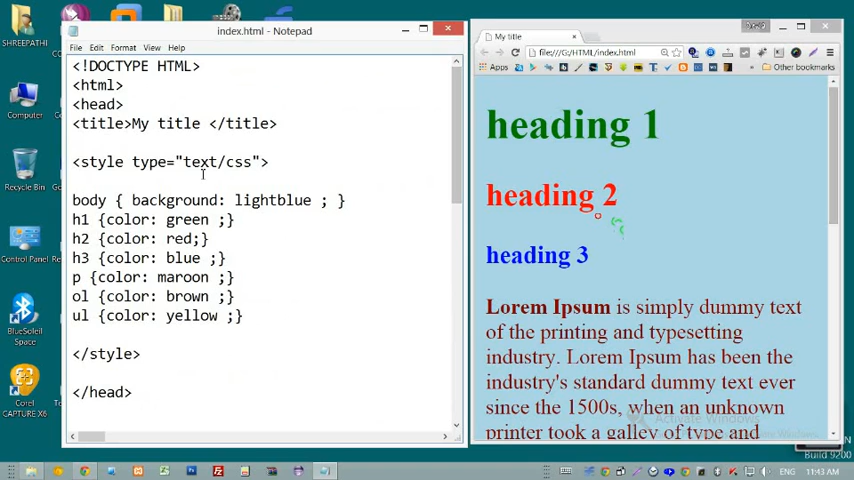 SREEPATHI
Computer
Recycle Bin
Control Panel
BlueSoleil
Space
Corel
CAPTURE X6
index.html - Notepad
File Edit Format View Help
<!DOCTYPE HTML>
<html>
<head>
<title>My title </title>
<style type="text/css">
body { background: lightblue ; }
h1 {color: green ;}
h2 {color: red;}
h3 {color: blue ;}
p {color: maroon ;}
ol {color: brown ;}
ul {color: yellow ;}
</style>
</head>
My title
file:///G:/HTML/index.html
Apps
Other bookmarks
heading 1
heading 2
heading 3
Lorem Ipsum is simply dummy text
of the printing and typesetting
industry. Lorem Ipsum has been the
industry's standard dummy text ever
since the 1500s, when an unknown
printer took a galley of type and
Activate Windows
Build 9200
ENG 11:43 AM